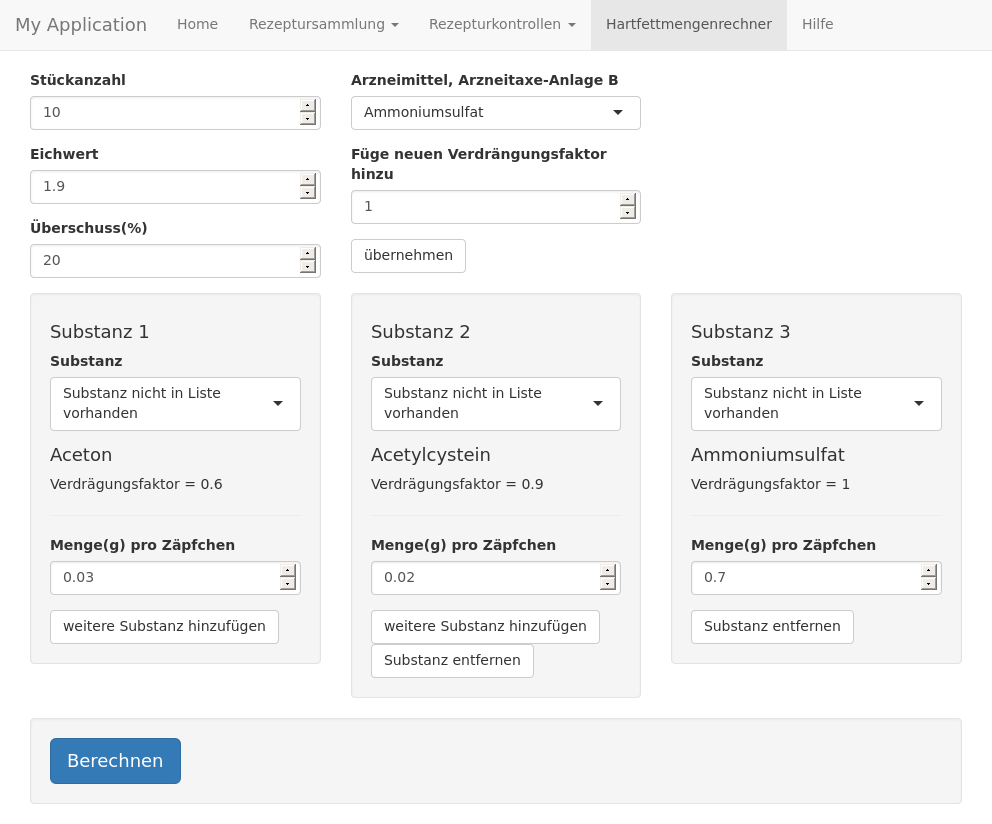 My Application Home Rezeptursammlung Rezepturkontrollen Hartfettmengenrechner Hilfe
Stückanzahl
10
Eichwert
1.9
Überschuss(%)
20
Arzneimittel, Arzneitaxe-Anlage B
Ammoniumsulfat
Füge neuen Verdrängungsfaktor
hinzu
1
übernehmen
Substanz 1
Substanz
Substanz nicht in Liste
vorhanden
Aceton
Verdrägungsfaktor = 0.6
Menge(g) pro Zäpfchen
0.03
weitere Substanz hinzufügen
Substanz 2
Substanz
Substanz nicht in Liste
vorhanden
Acetylcystein
Verdrägungsfaktor = 0.9
Menge(g) pro Zäpfchen
0.02
weitere Substanz hinzufügen
Substanz entfernen
Substanz 3
Substanz
Substanz nicht in Liste
vorhanden
Ammoniumsulfat
Verdrägungsfaktor = 1
Menge(g) pro Zäpfchen
0.7
Substanz entfernen
Berechnen